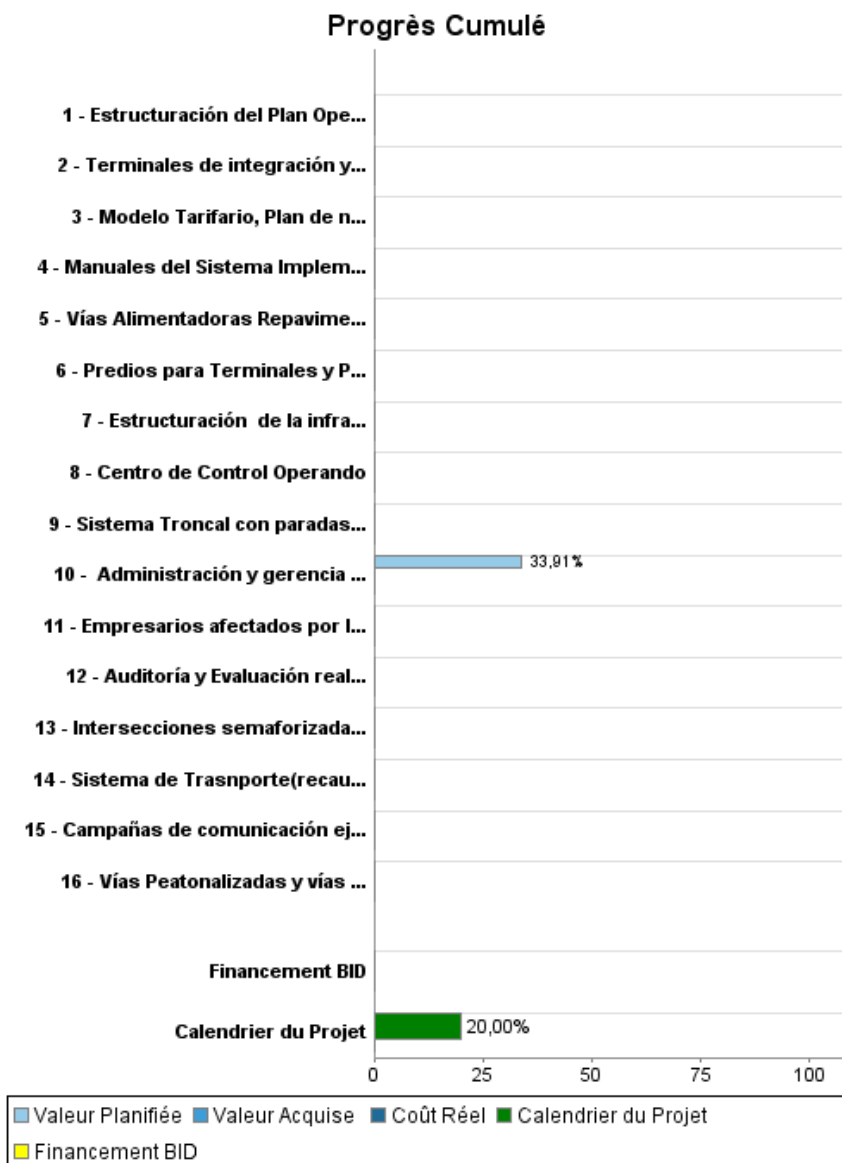 Progrès Cumulé
1 - Estructuración del Plan Ope...
2 - Terminales de integración y...
3 - Modelo Tarifario, Plan de n...
4 - Manuales del Sistema Implem...
5 - Vías Alimentadoras Repavime...
6 - Predios para Terminales y P...
7 - Estructuración  de la infra...
8 - Centro de Control Operando
9 - Sistema Troncal con paradas...
33,91%
10 -  Administración y gerencia ...
11 - Empresarios afectados por l...
12 - Auditoría y Evaluación real...
13 - Intersecciones semaforizada...
14 - Sistema de Trasnporte(recau...
15 - Campañas de comunicación ej...
16 - Vías Peatonalizadas y vías ...
Financement BID
Calendrier du Projet 20,00%
0 25 50 75 100
Valeur Planifiée Valeur Acquise Coût Réel Calendrier du Projet
Financement BID